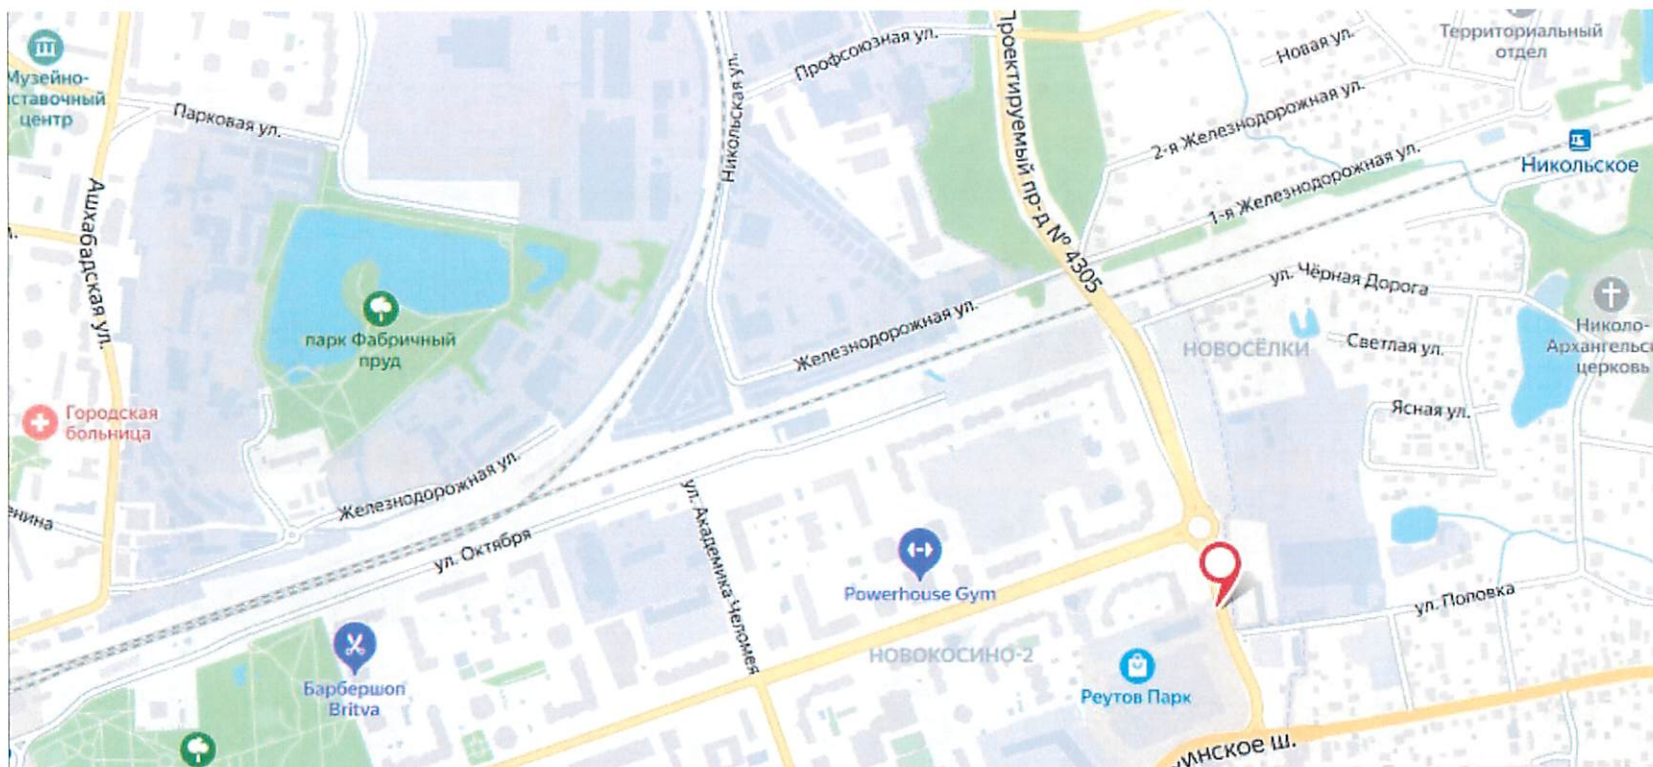 Территориальный
отдел
Новая ул.
Профсоюзная ул.
Музейно-
ставочный
центр
Парковая ул.
Никольская ул.
Проектируемый пр-д № 4305
2-я Железнодорожная ул.
1-я Железнодорожная ул.
Никольское
Ашхабадская ул.
ул. Чёрная Дорога
парк Фабричный
пруд
Железнодорожная ул.
НОВОСЁЛКИ
Светлая ул.
Николо-
Архангельс
церковь
Городская
больница
Ясная ул.
Железнодорожная ул.
енина
ул. Октября
ул. Академика Челомея
Powerhouse Gym
ул. Поповка
НОВОКОСИНО-2
Барбершоп
Britva
Реутов Парк
инское ш.